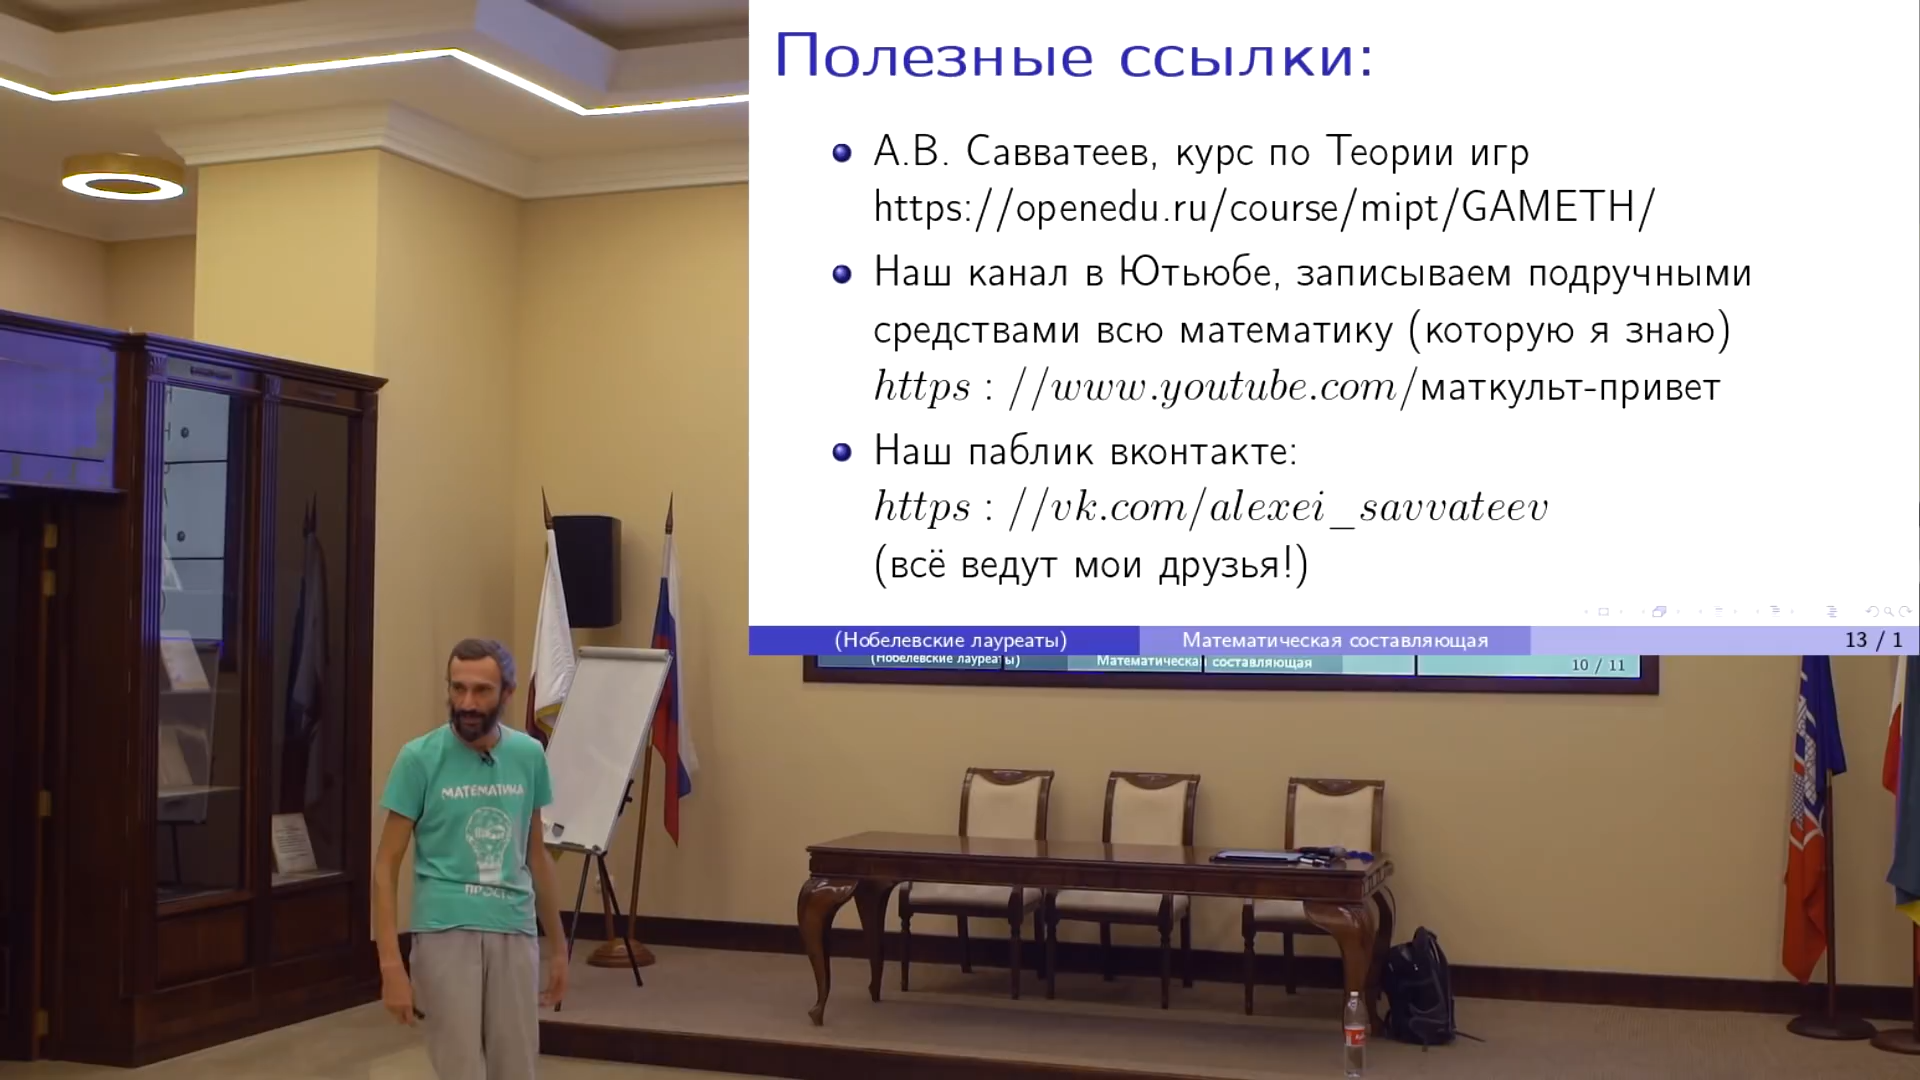 Полезные ссылки:
А.В. Савватеев, курс по Теории игр
https://openedu.ru/course/mipt/GAMETH/
Наш канал в Ютьюбе, записываем подручными
средствами всю математику (которую я знаю)
https : //www.youtube.com/маткульт-привет
Наш паблик вконтакте:
https : //vk.com/alexei_savvateev
(всё ведут мои друзья!)
(Нобелевские лауреаты) Математическая составляющая 13 / 1
(Нобелевские лауреаты) Математическая составляющая 10 / 11
МАТЕМАТИКА
ПРОСТО